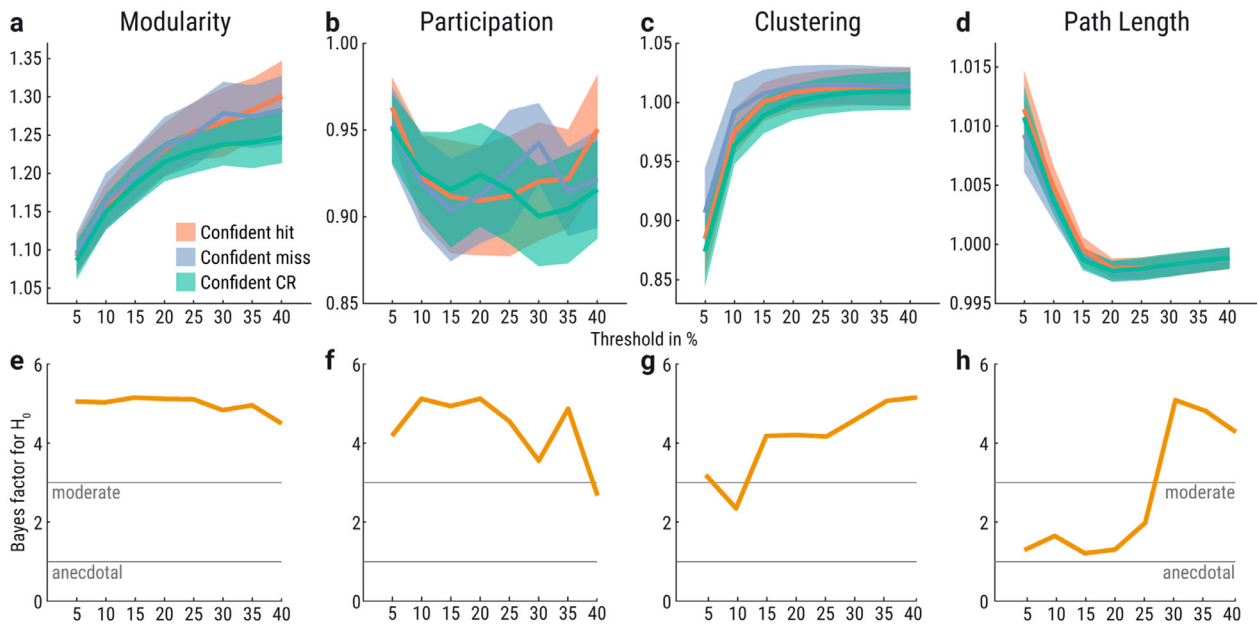 a Modularity
b Participation
c Clustering
d Path Length
1.35
1.30
1.25
1.20
1.15
1.10
1.05
Confident hit
Confident miss
Confident CR
5 10 15 20 25 30 35 40
1.00
0.95
0.90
0.85
5 10 15 20 25 30 35 40
1.05
1.00
0.95
0.90
0.85
5 10 15 20 25 30 35 40
1.015
1.010
1.005
1.000
0.995
5 10 15 20 25 30 35 40
Threshold in %
e
Bayes factor for H₀
6
4
2
0
moderate
anecdotal
5 10 15 20 25 30 35 40
f
6
4
2
0
5 10 15 20 25 30 35 40
g
6
4
2
0
5 10 15 20 25 30 35 40
h
6
4
2
0
moderate
anecdotal
5 10 15 20 25 30 35 40